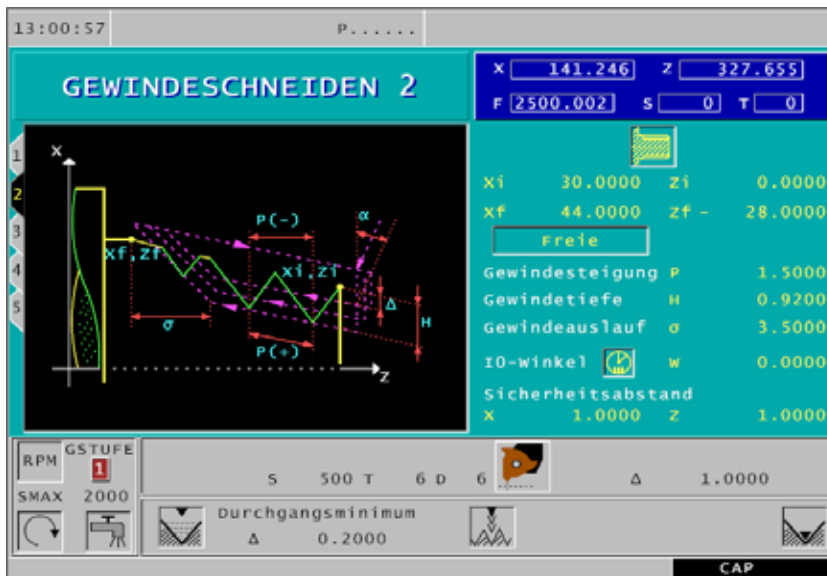 13:00:57 P......
GEWINDESCHNEIDEN 2
X 141.246 Z 327.655
F 2500.002 S 0 T 0
1
2
3
4
5
X
P(-)
α
Xf,Zf
Xi,Zi
Δ
H
σ
P(+)
Z
Xi 30.0000 Zi 0.0000
Xf 44.0000 Zf - 28.0000
Freie
Gewindesteigung P 1.5000
Gewindetiefe H 0.9200
Gewindeauslauf σ 3.5000
IO-Winkel W 0.0000
Sicherheitsabstand
X 1.0000 Z 1.0000
RPM GSTUFE
1
SMAX 2000
S 500 T 6 D 6 Δ 1.0000
Durchgangsminimum
Δ 0.2000
CAP